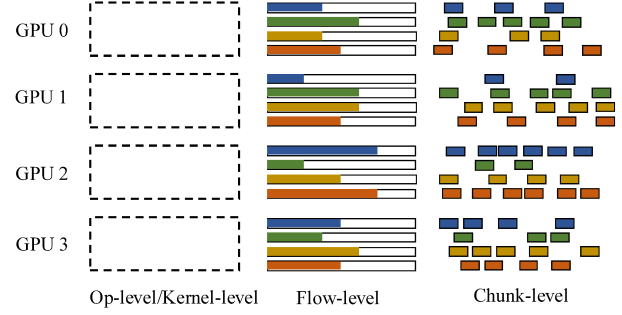 GPU 0
GPU 1
GPU 2
GPU 3
Op-level/Kernel-level
Flow-level
Chunk-level